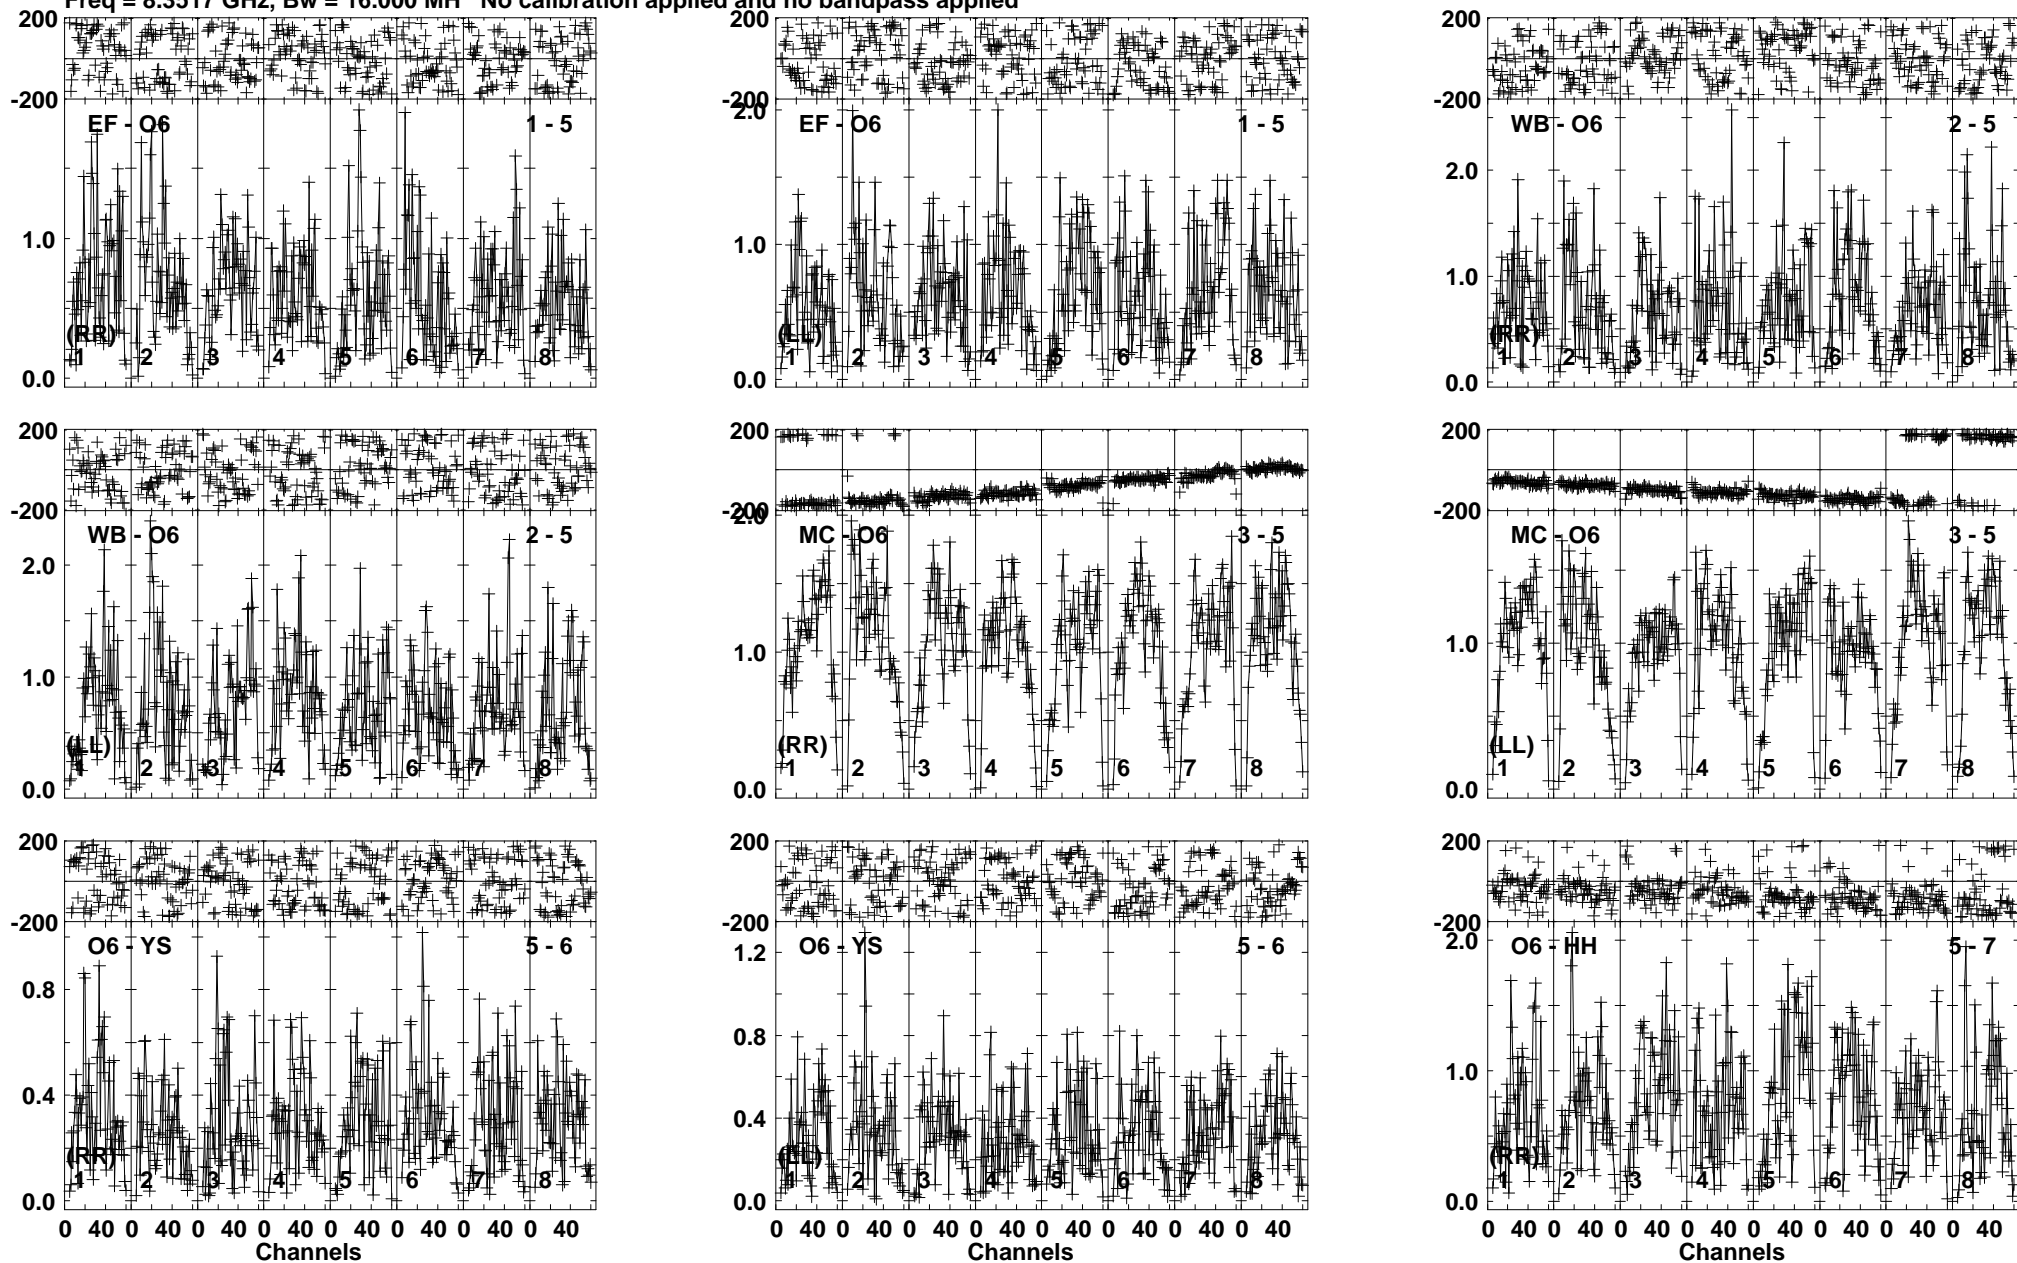 Freq = 8.3517 GHz, Bw = 16.000 MH No calibration applied and no bandpass applied
200 200 200
-200 -200 -200
EF - O6 1 - 5
1.0
0.0
(RR)
1 2 3 4 5 6 7 8
2.0
EF - O6 1 - 5
1.0
0.0
(LL)
1 2 3 4 5 6 7 8
WB - O6 2 - 5
2.0
1.0
0.0
(RR)
1 2 3 4 5 6 7 8
200 200 200
-200 -200 -200
WB - O6 2 - 5
2.0
1.0
0.0
(LL)
1 2 3 4 5 6 7 8
2.0
MC - O6 3 - 5
1.0
0.0
(RR)
1 2 3 4 5 6 7 8
MC - O6 3 - 5
1.0
0.0
(LL)
1 2 3 4 5 6 7 8
200 200 200
-200 -200 -200
O6 - YS 5 - 6
0.8
0.4
0.0
(RR)
1 2 3 4 5 6 7 8
0 40 0 40 0 40 0 40 0 40 0 40 0 40 0 40
Channels
O6 - YS 5 - 6
1.2
0.8
0.4
0.0
(LL)
1 2 3 4 5 6 7 8
0 40 0 40 0 40 0 40 0 40 0 40 0 40 0 40
Channels
2.0
O6 - HH 5 - 7
1.0
0.0
(RR)
1 2 3 4 5 6 7 8
0 40 0 40 0 40 0 40 0 40 0 40 0 40 0 40
Channels